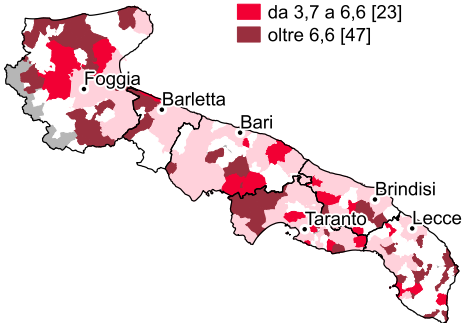 da 3,7 a 6,6 [23]
oltre 6,6 [47]
Foggia
Barletta
Bari
Brindisi
Taranto
Lecce